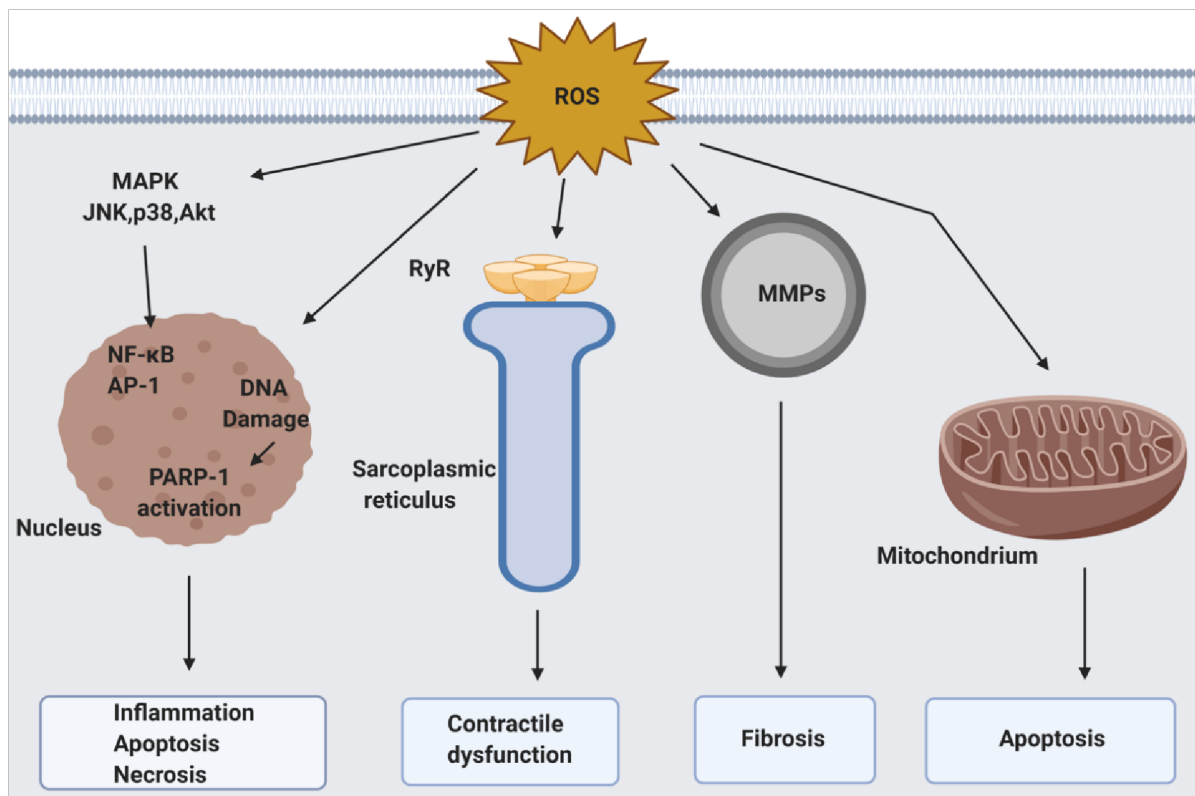 ROS
MAPK
JNK,p38,Akt
RyR
MMPs
NF-κB
AP-1
DNA
Damage
PARP-1
activation
Nucleus
Sarcoplasmic
reticulus
Mitochondrium
Inflammation
Apoptosis
Necrosis
Contractile
dysfunction
Fibrosis
Apoptosis